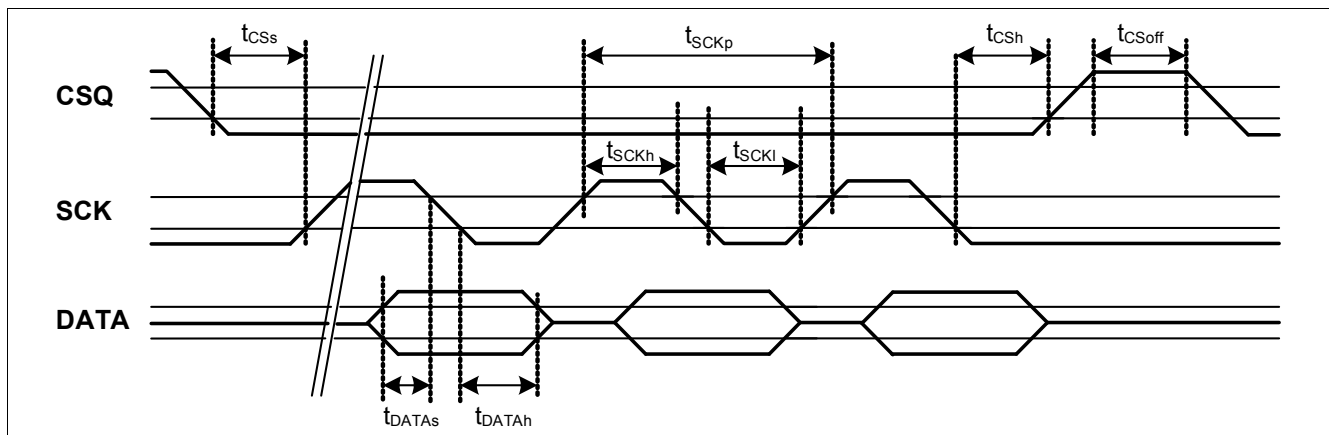 tCSs
tSCKp
tCSh
tCSoff
CSQ
tSCKh
tSCKl
SCK
DATA
tDATAs
tDATAh